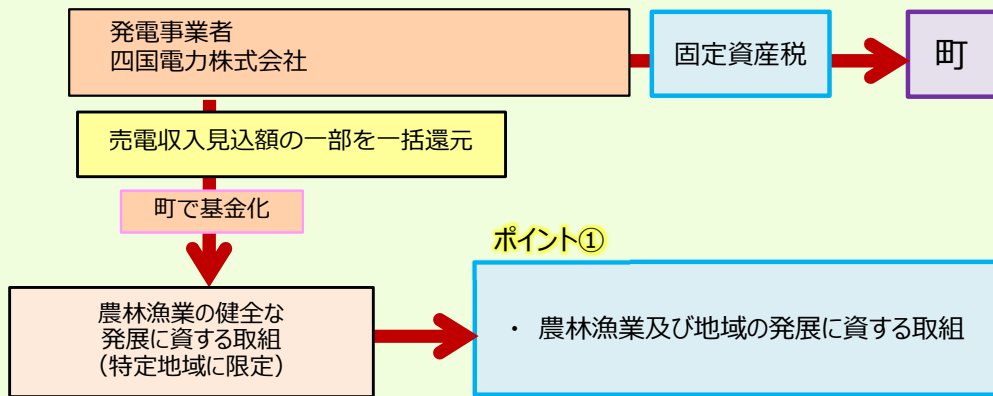 発電事業者
四国電力株式会社
固定資産税
町
売電収入見込額の一部を一括還元
町で基金化
ポイント①
農林漁業の健全な
発展に資する取組
(特定地域に限定)
・ 農林漁業及び地域の発展に資する取組